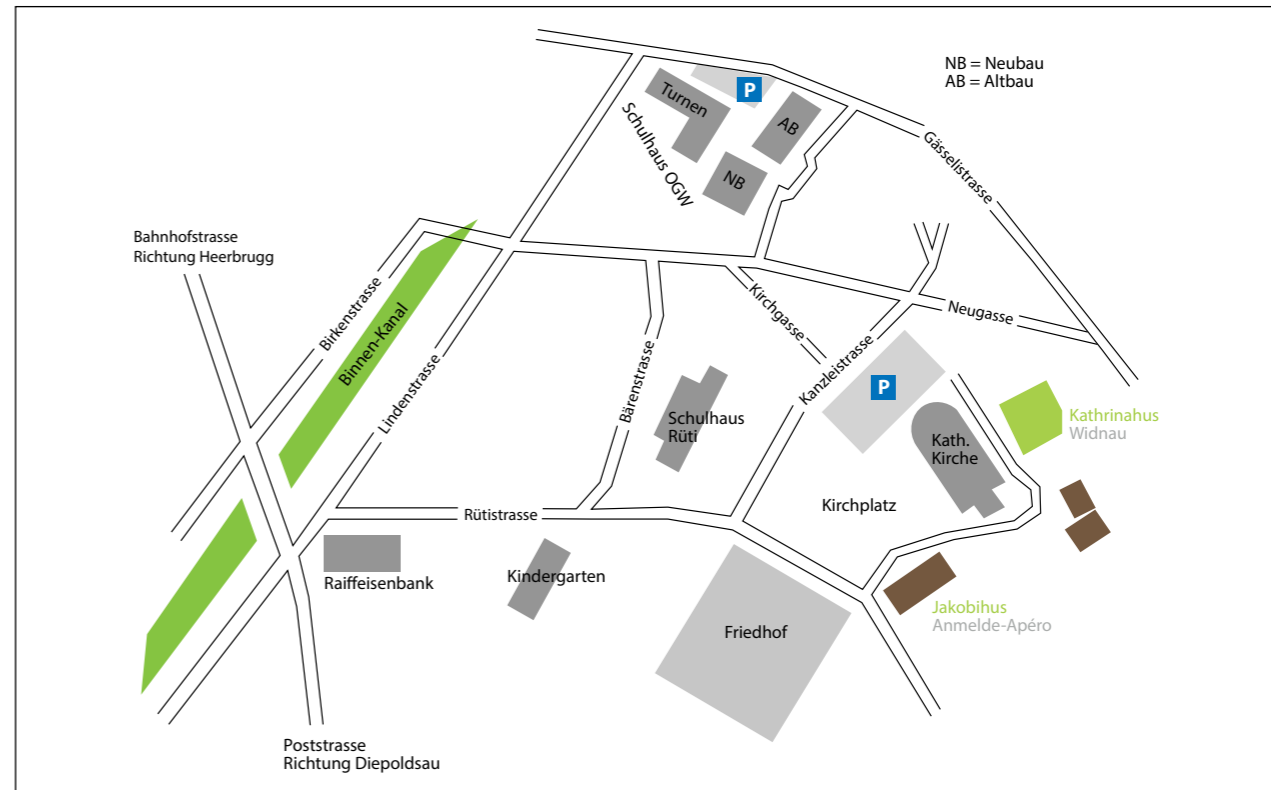 NB = Neubau
AB = Altbau
P
Turnen
AB
Schulhaus OGW
NB
Gässelistrasse
Bahnhofstrasse
Richtung Heerbrugg
Birkenstrasse
Binnen-Kanal
Lindenstrasse
Kirchgasse
Neugasse
Bärenstrasse
Kanzleistrasse
P
Schulhaus
Rüti
Kath.
Kirche
Kathrinahus
Widnau
Kirchplatz
Rütistrasse
Raiffeisenbank
Kindergarten
Friedhof
Jakobihus
Anmelde-Apéro
Poststrasse
Richtung Diepoldsau